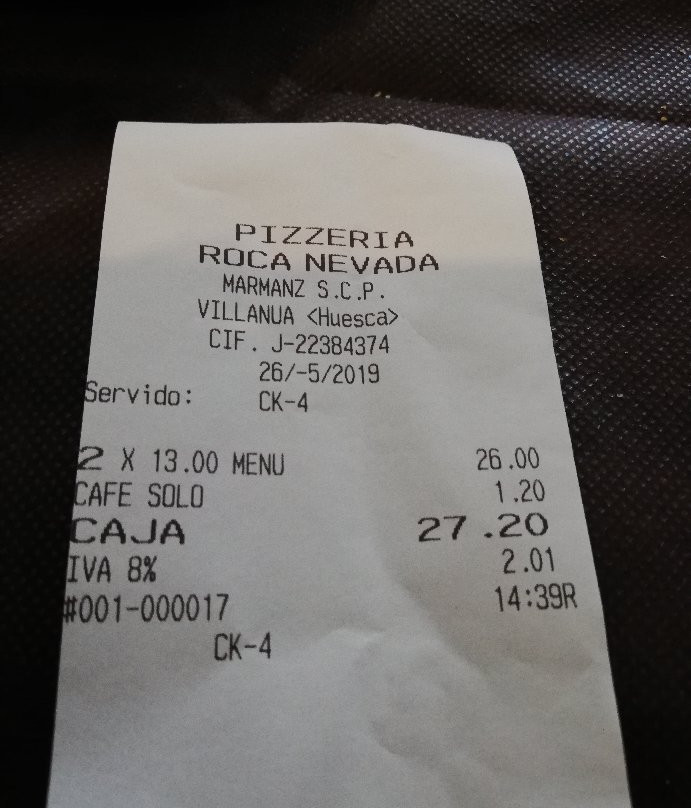 PIZZERIA
ROCA NEVADA
MARMANZ S.C.P.
VILLANUA <Huesca>
CIF. J-22384374
26/-5/2019
Servido: CK-4
2 X 13.00 MENU 26.00
CAFE SOLO 1.20
CAJA 27.20
IVA 8% 2.01
#001-000017 14:39R
CK-4